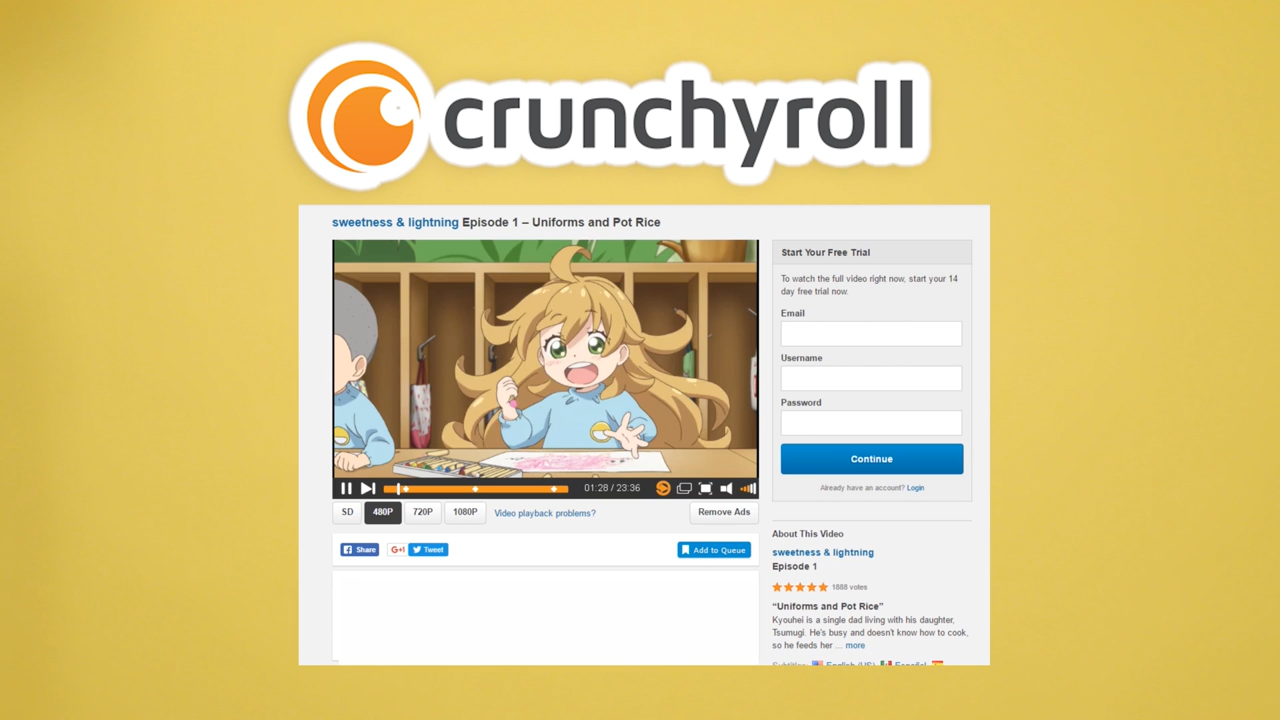 crunchyroll
sweetness & lightning Episode 1 – Uniforms and Pot Rice
01:28 / 23:36
SD 480P 720P 1080P Video playback problems? Remove Ads
Share G+1 Tweet Add to Queue
Start Your Free Trial
To watch the full video right now, start your 14
day free trial now.
Email
Username
Password
Continue
Already have an account? Login
About This Video
sweetness & lightning
Episode 1
1888 votes
“Uniforms and Pot Rice”
Kyouhei is a single dad living with his daughter,
Tsumugi. He's busy and doesn't know how to cook,
so he feeds her ... more
Subtitles: English (US) Español